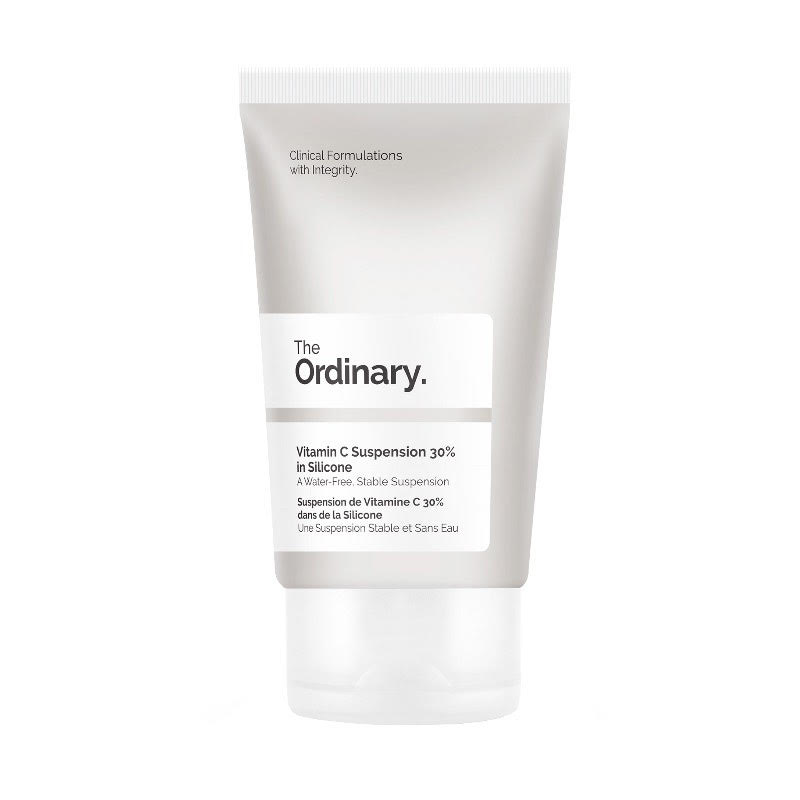 Clinical Formulations
with Integrity.
The
Ordinary.
Vitamin C Suspension 30%
in Silicone
A Water-Free, Stable Suspension
Suspension de Vitamine C 30%
dans de la Silicone
Une Suspension Stable et Sans Eau